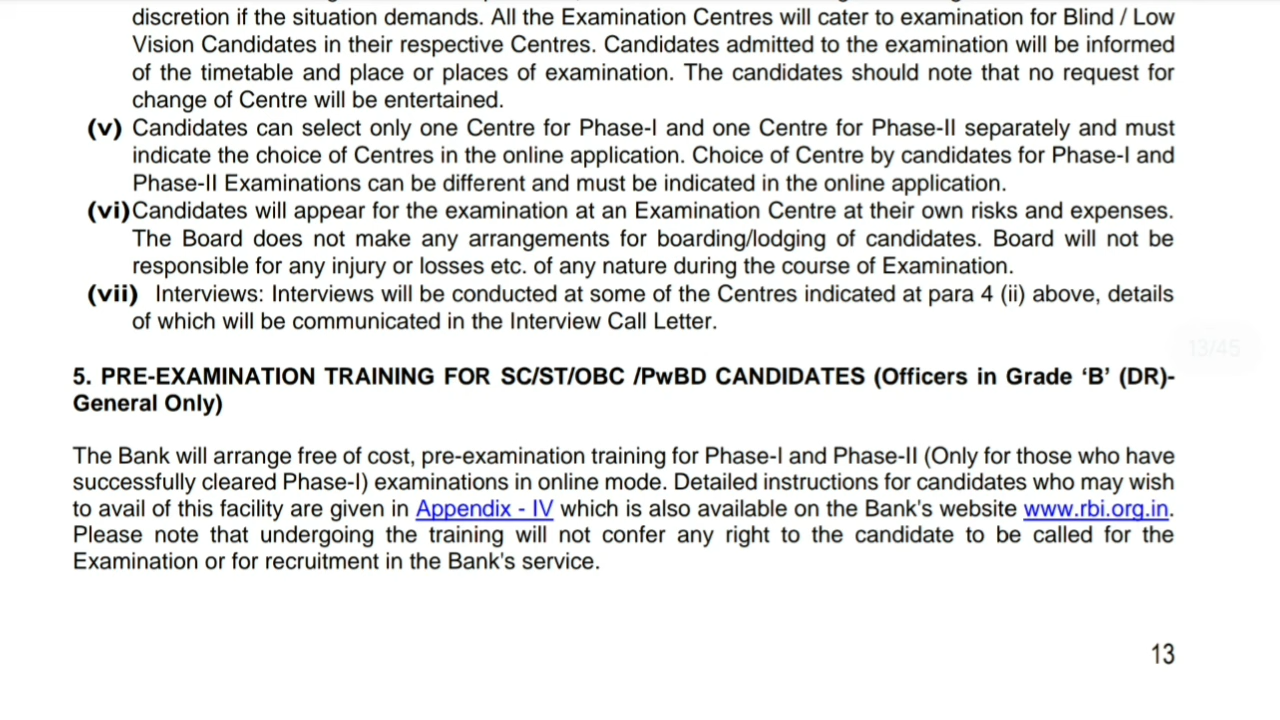 discretion if the situation demands. All the Examination Centres will cater to examination for Blind / Low
Vision Candidates in their respective Centres. Candidates admitted to the examination will be informed
of the timetable and place or places of examination. The candidates should note that no request for
change of Centre will be entertained.
(v) Candidates can select only one Centre for Phase-I and one Centre for Phase-II separately and must
indicate the choice of Centres in the online application. Choice of Centre by candidates for Phase-I and
Phase-II Examinations can be different and must be indicated in the online application.
(vi) Candidates will appear for the examination at an Examination Centre at their own risks and expenses.
The Board does not make any arrangements for boarding/lodging of candidates. Board will not be
responsible for any injury or losses etc. of any nature during the course of Examination.
(vii) Interviews: Interviews will be conducted at some of the Centres indicated at para 4 (ii) above, details
of which will be communicated in the Interview Call Letter.
13/45
5. PRE-EXAMINATION TRAINING FOR SC/ST/OBC /PwBD CANDIDATES (Officers in Grade ‘B’ (DR)-
General Only)
The Bank will arrange free of cost, pre-examination training for Phase-I and Phase-II (Only for those who have
successfully cleared Phase-I) examinations in online mode. Detailed instructions for candidates who may wish
to avail of this facility are given in Appendix - IV which is also available on the Bank's website www.rbi.org.in.
Please note that undergoing the training will not confer any right to the candidate to be called for the
Examination or for recruitment in the Bank's service.
13